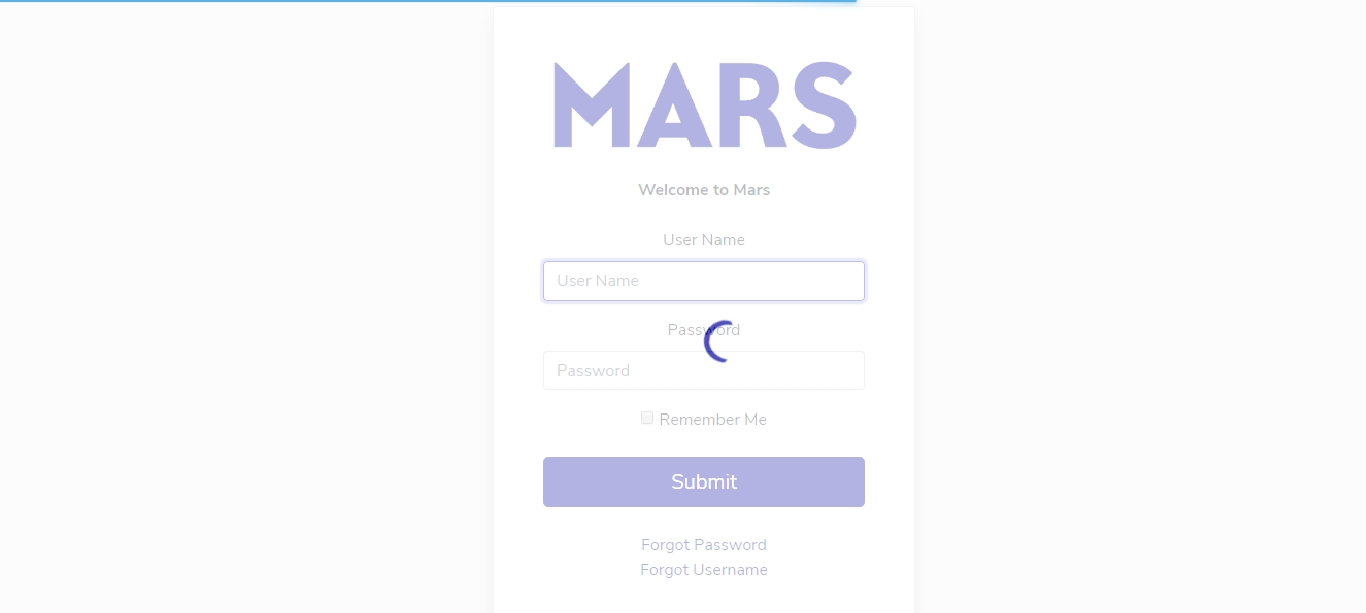 MARS
Welcome to Mars
User Name
User Name
Password
Password
Remember Me
Submit
Forgot Password
Forgot Username